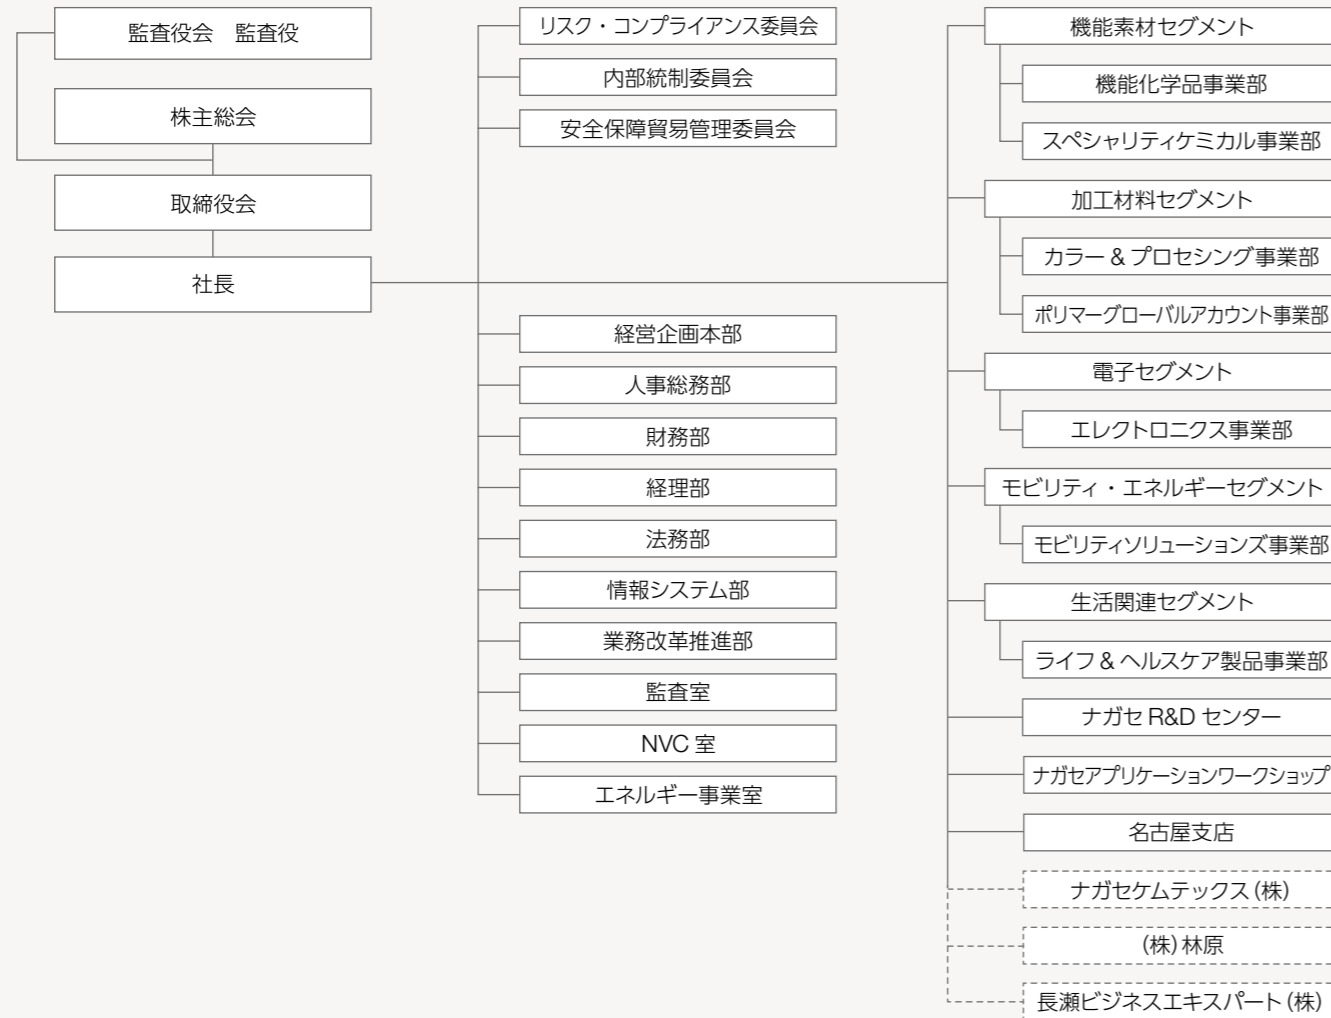 監査役会　監査役
株主総会
取締役会
社長
リスク・コンプライアンス委員会
内部統制委員会
安全保障貿易管理委員会
経営企画本部
人事総務部
財務部
経理部
法務部
情報システム部
業務改革推進部
監査室
NVC 室
エネルギー事業室
機能素材セグメント
機能化学品事業部
スペシャリティケミカル事業部
加工材料セグメント
カラー & プロセシング事業部
ポリマーグローバルアカウント事業部
電子セグメント
エレクトロニクス事業部
モビリティ・エネルギーセグメント
モビリティソリューションズ事業部
生活関連セグメント
ライフ & ヘルスケア製品事業部
ナガセ R&D センター
ナガセアプリケーションワークショップ
名古屋支店
ナガセケムテックス (株)
(株) 林原
長瀬ビジネスエキスパート (株)